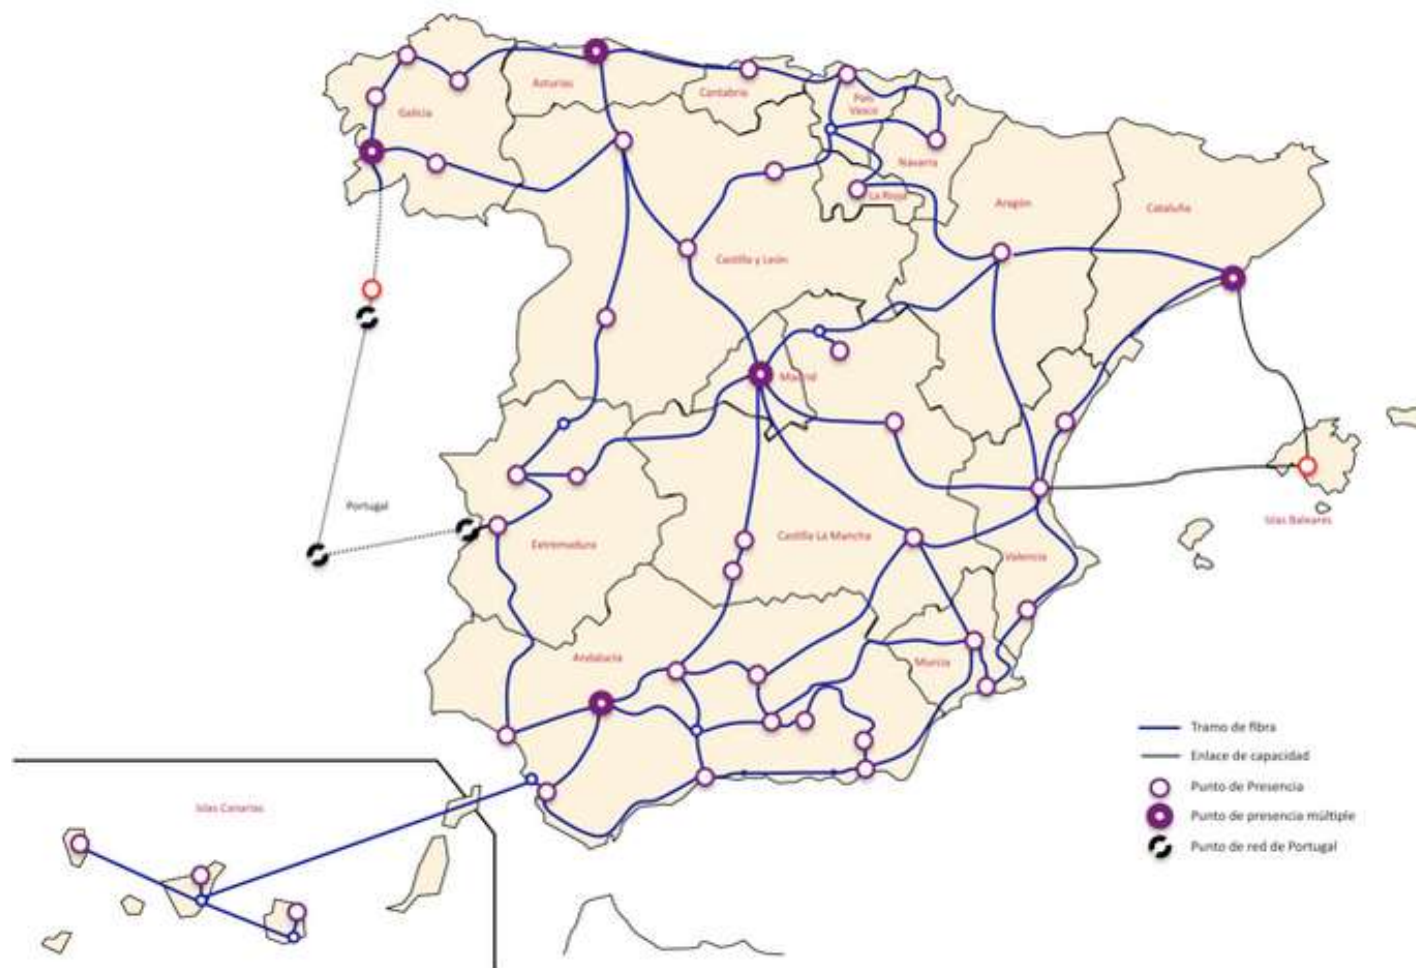 Asturias
Cantabria
País
Vasco
Galicia
Navarra
La Rioja
Aragón
Cataluña
Castilla y León
Madrid
Portugal
Islas Baleares
Extremadura
Castilla La Mancha
Valencia
Andalucía
Murcia
Islas Canarias
Tramo de fibra
Enlace de capacidad
Punto de Presencia
Punto de presencia múltiple
Punto de red de Portugal